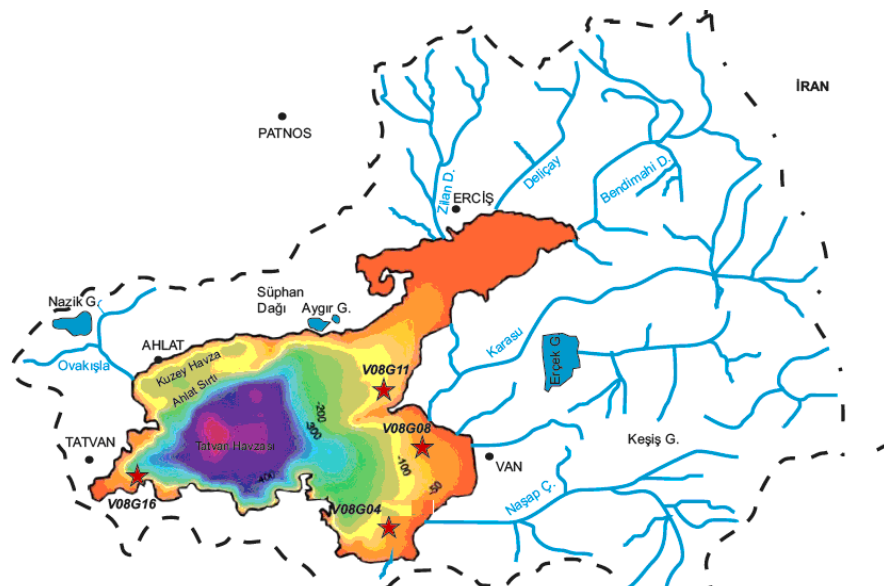 İRAN
PATNOS
Zilan D.
ERCİŞ
Deliçay
Bendimahi D.
Nazik G.
Süphan
Dağı
Aygır G.
AHLAT
Ovakışla
Kuzey Havza
Ahlat Sırtı
V08G11
Karasu
Erçek G.
-200
-300
TATVAN
Tatvan Havzası
V08G08
VAN
Keşiş G.
-100
-50
-400
V08G16
V08G04
Naşap Ç.